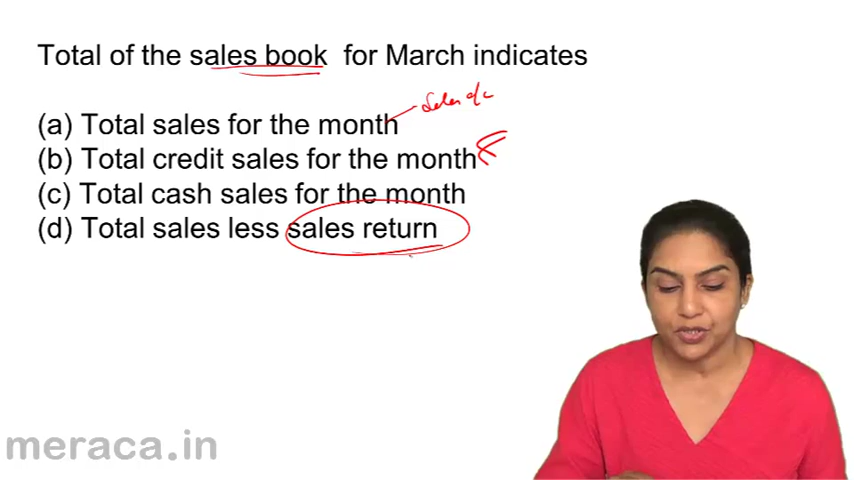 Total of the sales book for March indicates
Sales a/c
(a) Total sales for the month
(b) Total credit sales for the month
(c) Total cash sales for the month
(d) Total sales less sales return
meraca.in